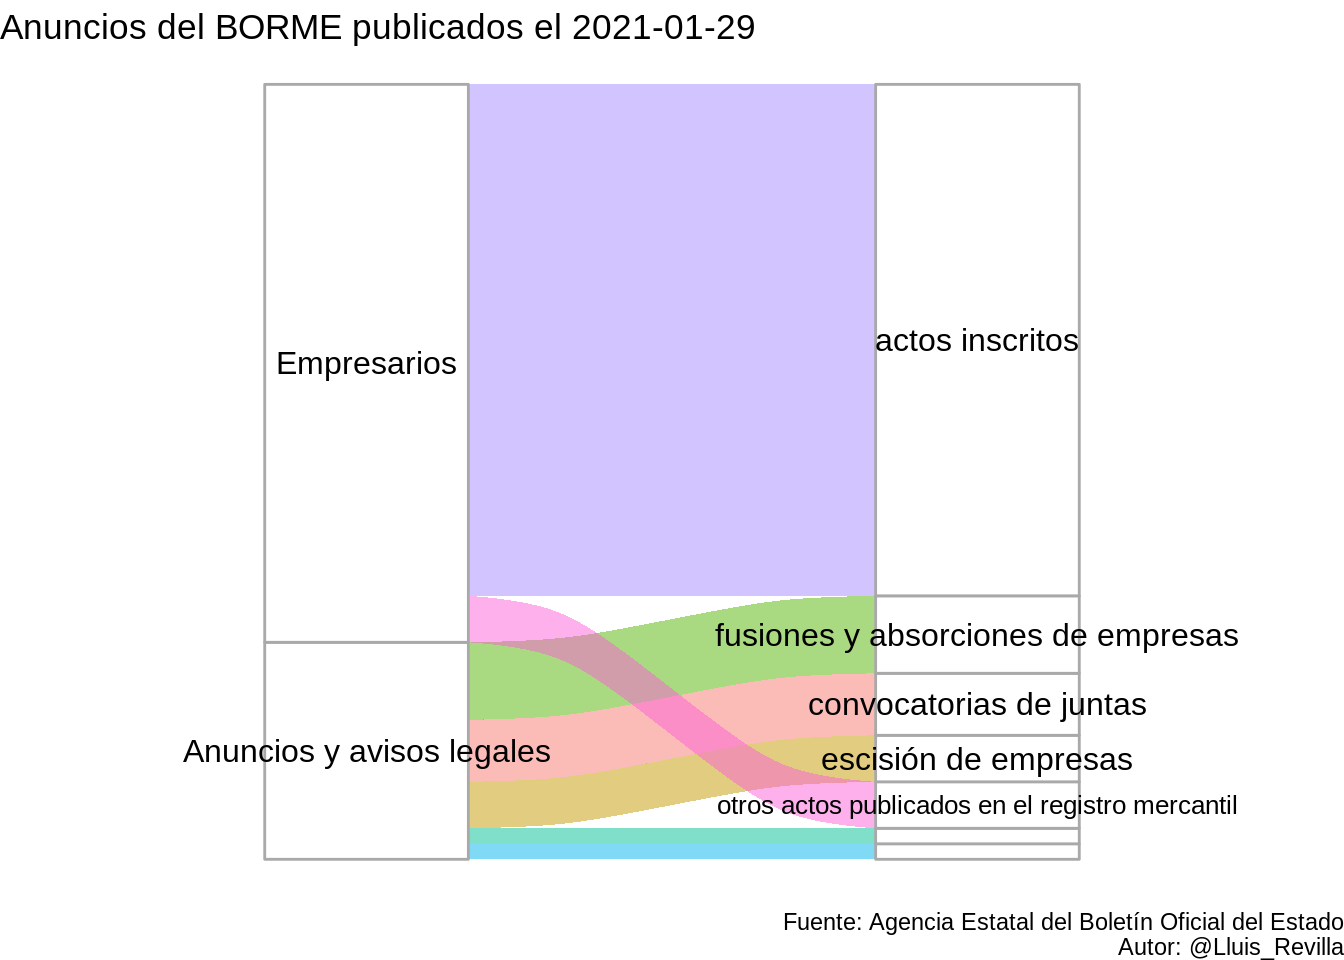 Anuncios del BORME publicados el 2021-01-29
Empresarios
actos inscritos
fusiones y absorciones de empresas
convocatorias de juntas
Anuncios y avisos legales
escisión de empresas
otros actos publicados en el registro mercantil
Fuente: Agencia Estatal del Boletín Oficial del Estado
Autor: @Lluis_Revilla